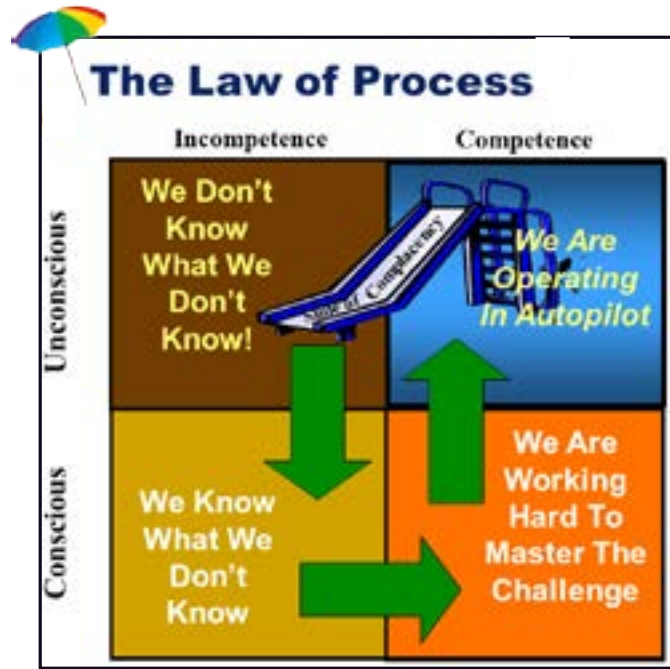 The Law of Process
Incompetence
Competence
Unconscious
We Don't
Know
What We
Don't
Know!
Slide of Complacency
We Are
Operating
In Autopilot
Conscious
We Know
What We
Don't
Know
We Are
Working
Hard To
Master The
Challenge